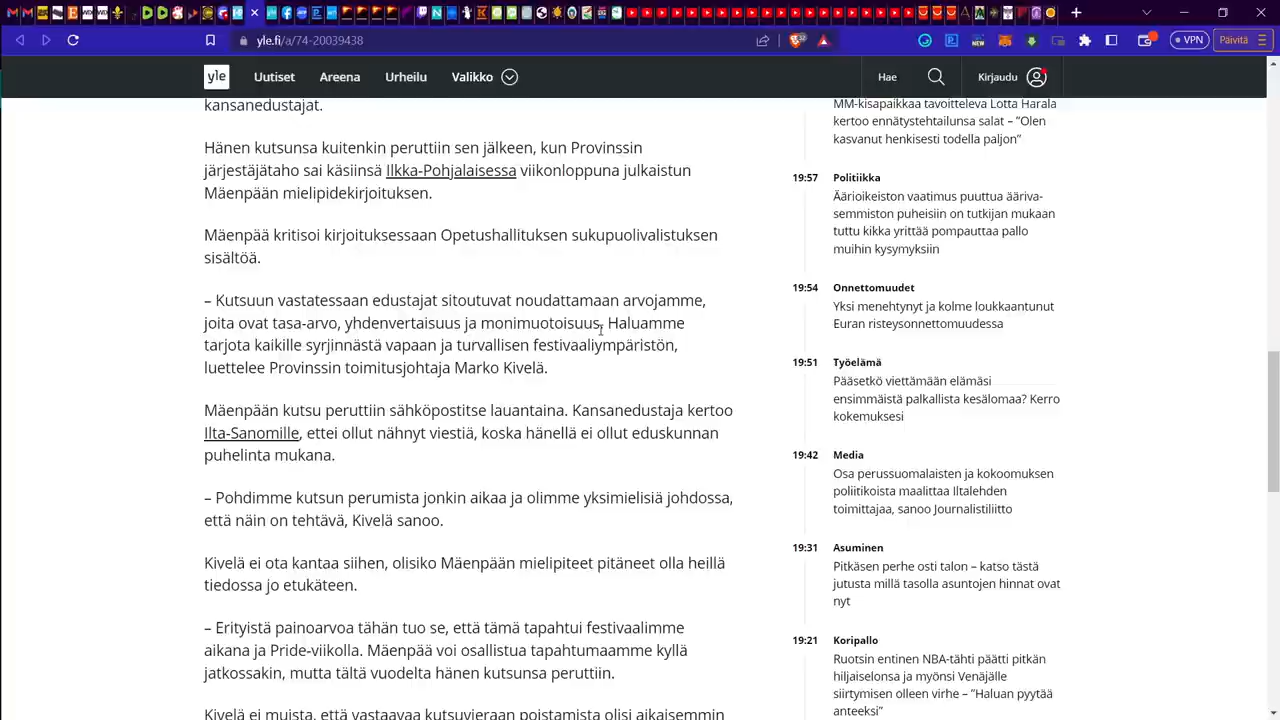 yle.fi/a/74-20039438
VPN
Päivitä
yle
Uutiset
Areena
Urheilu
Valikko
Hae
Kirjaudu
kansanedustajat.
Hänen kutsunsa kuitenkin peruttiin sen jälkeen, kun Provinssin
järjestäjätaho sai käsiinsä Ilkka-Pohjalaisessa viikonloppuna julkaistun
Mäenpään mielipidekirjoituksen.
Mäenpää kritisoi kirjoituksessaan Opetushallituksen sukupuolivalistuksen
sisältöä.
– Kutsuun vastatessaan edustajat sitoutuvat noudattamaan arvojamme,
joita ovat tasa-arvo, yhdenvertaisuus ja monimuotoisuus. Haluamme
tarjota kaikille syrjinnästä vapaan ja turvallisen festivaaliympäristön,
luettelee Provinssin toimitusjohtaja Marko Kivelä.
Mäenpään kutsu peruttiin sähköpostitse lauantaina. Kansanedustaja kertoo
Ilta-Sanomille, ettei ollut nähnyt viestiä, koska hänellä ei ollut eduskunnan
puhelinta mukana.
– Pohdimme kutsun perumista jonkin aikaa ja olimme yksimielisiä johdossa,
että näin on tehtävä, Kivelä sanoo.
Kivelä ei ota kantaa siihen, olisiko Mäenpään mielipiteet pitäneet olla heillä
tiedossa jo etukäteen.
– Erityistä painoarvoa tähän tuo se, että tämä tapahtui festivaalimme
aikana ja Pride-viikolla. Mäenpää voi osallistua tapahtumaamme kyllä
jatkossakin, mutta tältä vuodelta hänen kutsunsa peruttiin.
Kivelä ei muista, että vastaavaa kutsuvieraan poistamista olisi aikaisemmin
MM-kisapaikkaa tavoitteleva Lotta Harala
kertoo ennätystehtailunsa salat – ”Olen
kasvanut henkisesti todella paljon”
19:57 Politiikka
Äärioikeiston vaatimus puuttua ääriva-
semmiston puheisiin on tutkijan mukaan
tuttu kikka yrittää pompauttaa pallo
muihin kysymyksiin
19:54 Onnettomuudet
Yksi menehtynyt ja kolme loukkaantunut
Euran risteysonnettomuudessa
19:51 Työelämä
Pääsetkö viettämään elämäsi
ensimmäistä palkallista kesälomaa? Kerro
kokemuksesi
19:42 Media
Osa perussuomalaisten ja kokoomuksen
poliitikoista maalittaa Iltalehden
toimittajaa, sanoo Journalistiliitto
19:31 Asuminen
Pitkäsen perhe osti talon – katso tästä
jutusta millä tasolla asuntojen hinnat ovat
nyt
19:21 Koripallo
Ruotsin entinen NBA-tähti päätti pitkän
hiljaiselonsa ja myönsi Venäjälle
siirtymisen olleen virhe – ”Haluan pyytää
anteeksi”